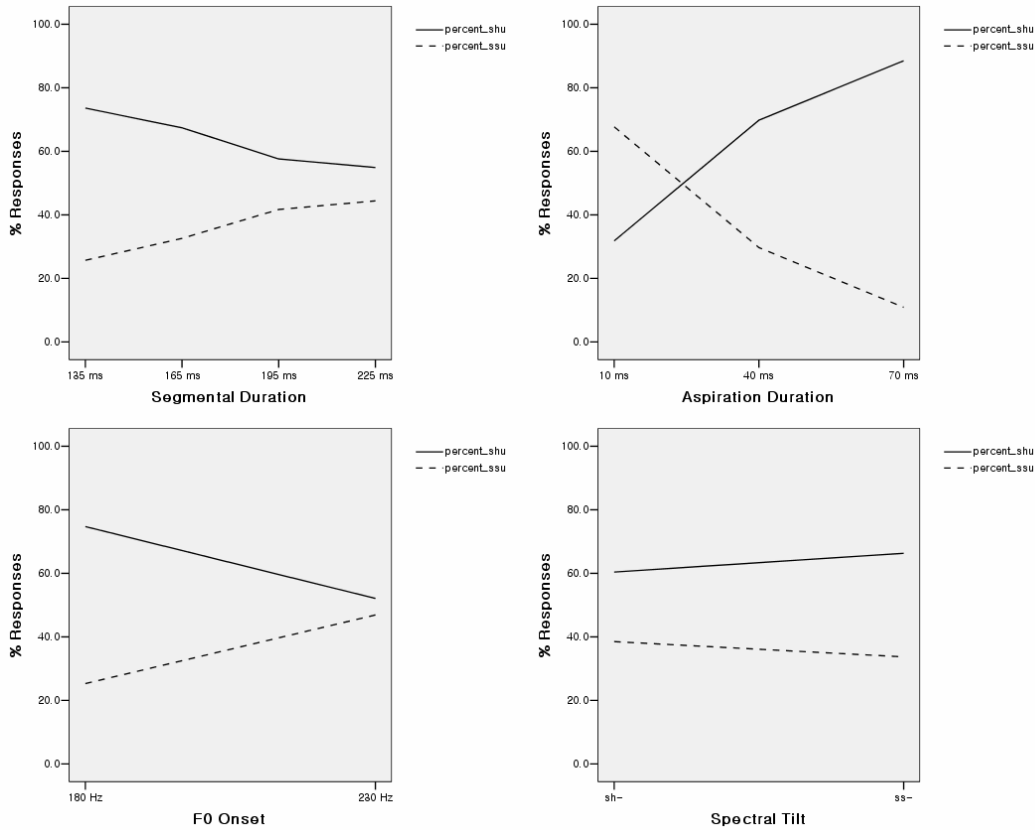 100.0
80.0
60.0
40.0
20.0
0.0
% Responses
135 ms 165 ms 195 ms 225 ms
Segmental Duration
percent_shu
percent_ssu
100.0
80.0
60.0
40.0
20.0
0.0
% Responses
10 ms 40 ms 70 ms
Aspiration Duration
percent_shu
percent_ssu
100.0
80.0
60.0
40.0
20.0
0.0
% Responses
180 Hz 230 Hz
F0 Onset
percent_shu
percent_ssu
100.0
80.0
60.0
40.0
20.0
0.0
% Responses
sh- ss-
Spectral Tilt
percent_shu
percent_ssu